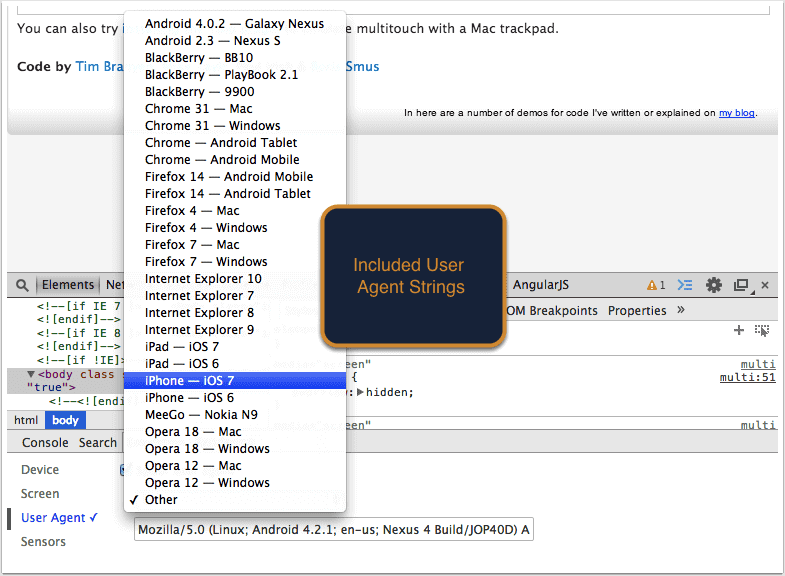 You can also try i
e multitouch with a Mac trackpad.
Code by Tim Bra
Smus
In here are a number of demos for code I've written or explained on my blog.
Android 4.0.2 — Galaxy Nexus
Android 2.3 — Nexus S
BlackBerry — BB10
BlackBerry — PlayBook 2.1
BlackBerry — 9900
Chrome 31 — Mac
Chrome 31 — Windows
Chrome — Android Tablet
Chrome — Android Mobile
Firefox 14 — Android Mobile
Firefox 14 — Android Tablet
Firefox 4 — Mac
Firefox 4 — Windows
Firefox 7 — Mac
Firefox 7 — Windows
Internet Explorer 10
Internet Explorer 7
Internet Explorer 8
Internet Explorer 9
iPad — iOS 7
iPad — iOS 6
iPhone — iOS 7
iPhone — iOS 6
MeeGo — Nokia N9
Opera 18 — Mac
Opera 18 — Windows
Opera 12 — Mac
Opera 12 — Windows
✓ Other
Included User
Agent Strings
Elements Net
AngularJS
1
<!--[if IE 7
<![endif]-->
<!--[if IE 8
<![endif]-->
<!--[if !IE]>
▼<body class
"true">
<!--<![endi
OM Breakpoints Properties »
screen" multi
{ multi:51
: ▶hidden;
multi
html body
Console Search
Device
Screen
User Agent ✓
Sensors
Mozilla/5.0 (Linux; Android 4.2.1; en-us; Nexus 4 Build/JOP40D) A